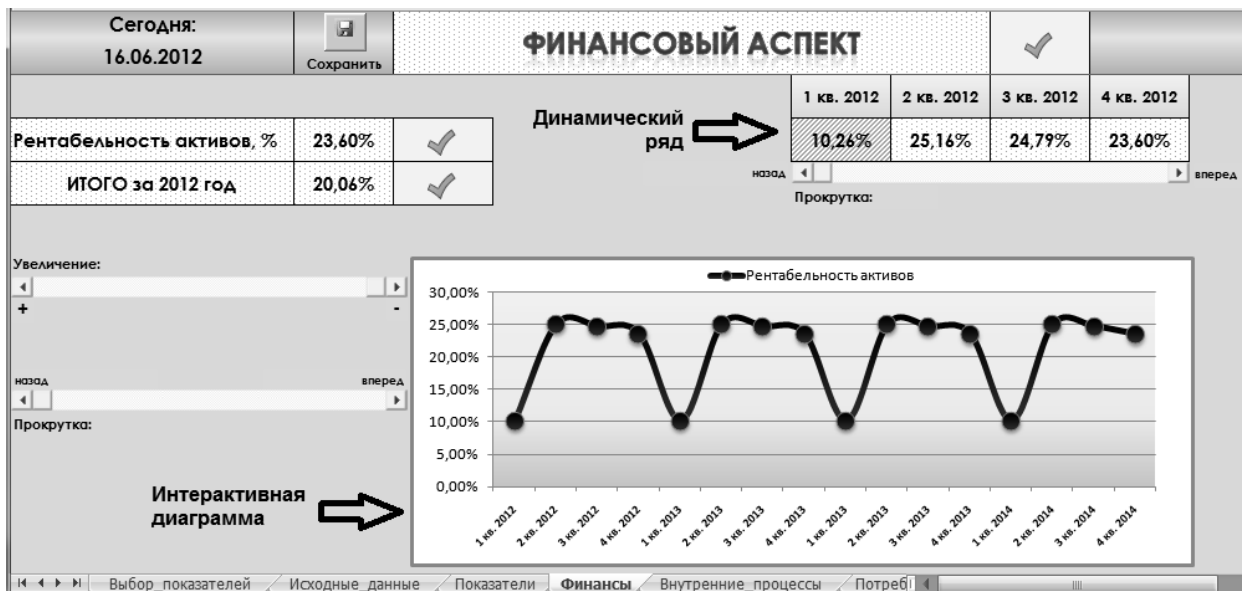 Сегодня:
16.06.2012
Сохранить
ФИНАНСОВЫЙ АСПЕКТ
1 кв. 2012 2 кв. 2012 3 кв. 2012 4 кв. 2012
Динамический
ряд
10,26% 25,16% 24,79% 23,60%
Рентабельность активов, % 23,60%
ИТОГО за 2012 год 20,06%
назад вперед
Прокрутка:
Увеличение:
+ -
назад вперед
Прокрутка:
Интерактивная
диаграмма
Рентабельность активов
30,00%
25,00%
20,00%
15,00%
10,00%
5,00%
0,00%
1 кв. 2012 2 кв. 2012 3 кв. 2012 4 кв. 2012 1 кв. 2013 2 кв. 2013 3 кв. 2013 4 кв. 2013 1 кв. 2013 2 кв. 2013 3 кв. 2013 4 кв. 2013 1 кв. 2014 2 кв. 2014 3 кв. 2014 4 кв. 2014
Выбор_показателей Исходные_данные Показатели Финансы Внутренние_процессы Потреб